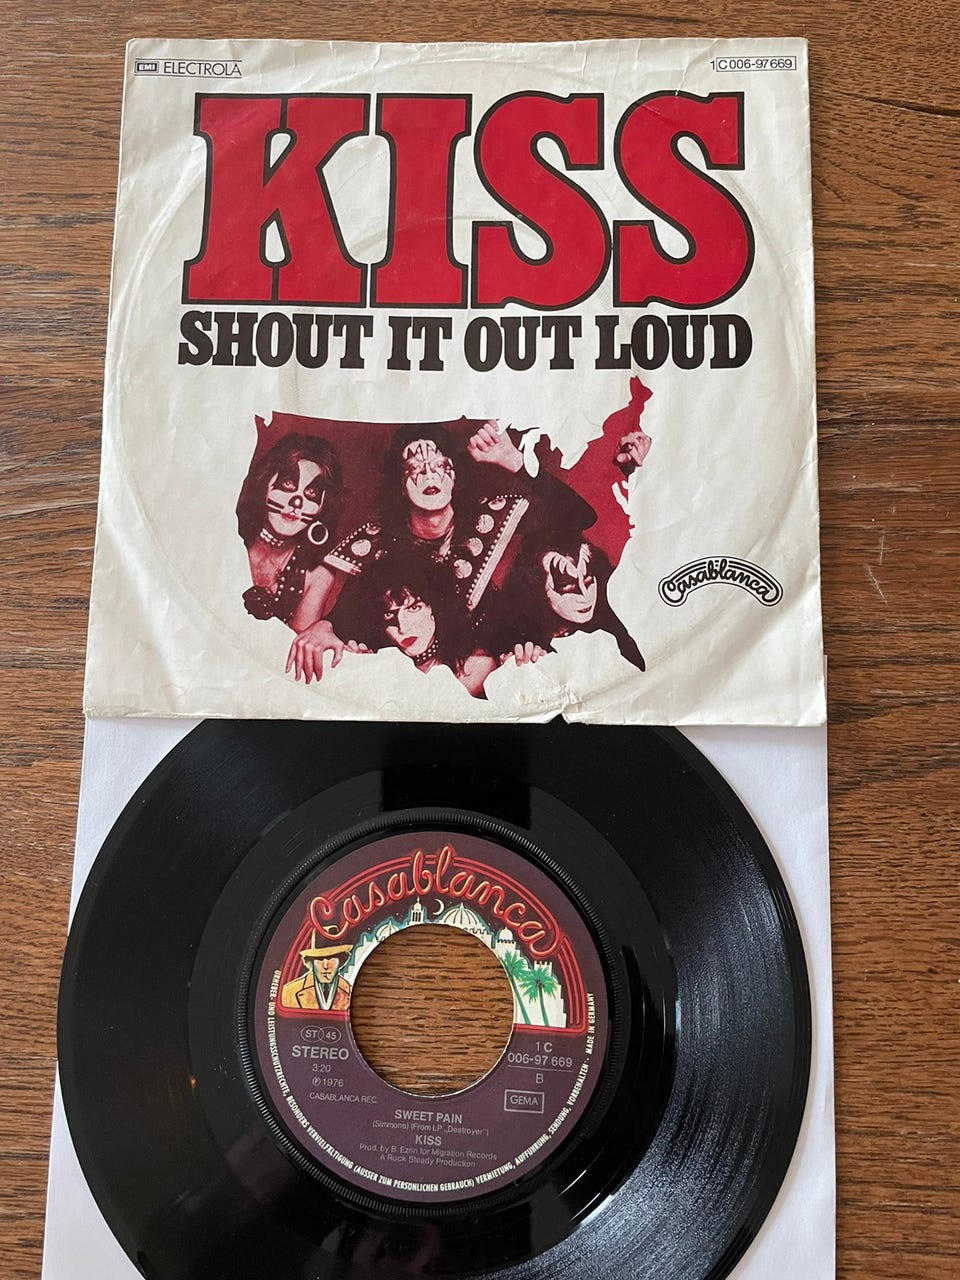 EMI ELECTROLA
1C 006-97 669
KISS
SHOUT IT OUT LOUD
Casablanca
Casablanca
ST 45
STEREO
3.20
℗ 1976
CASABLANCA REC.
1 C
006-97 669
B
GEMA
SWEET PAIN
(Simmons) (From LP „Destroyer")
KISS
Prod. by B. Ezrin for Migration Records
A Rock Steady Production
URHEBER- UND LEISTUNGSSCHUTZRECHTE, BESONDERS VERVIELFÄLTIGUNG (AUSSER ZUM PERSÖNLICHEN GEBRAUCH) VERMIETUNG, AUFFÜHRUNG, SENDUNG, VORBEHALTEN · MADE IN GERMANY